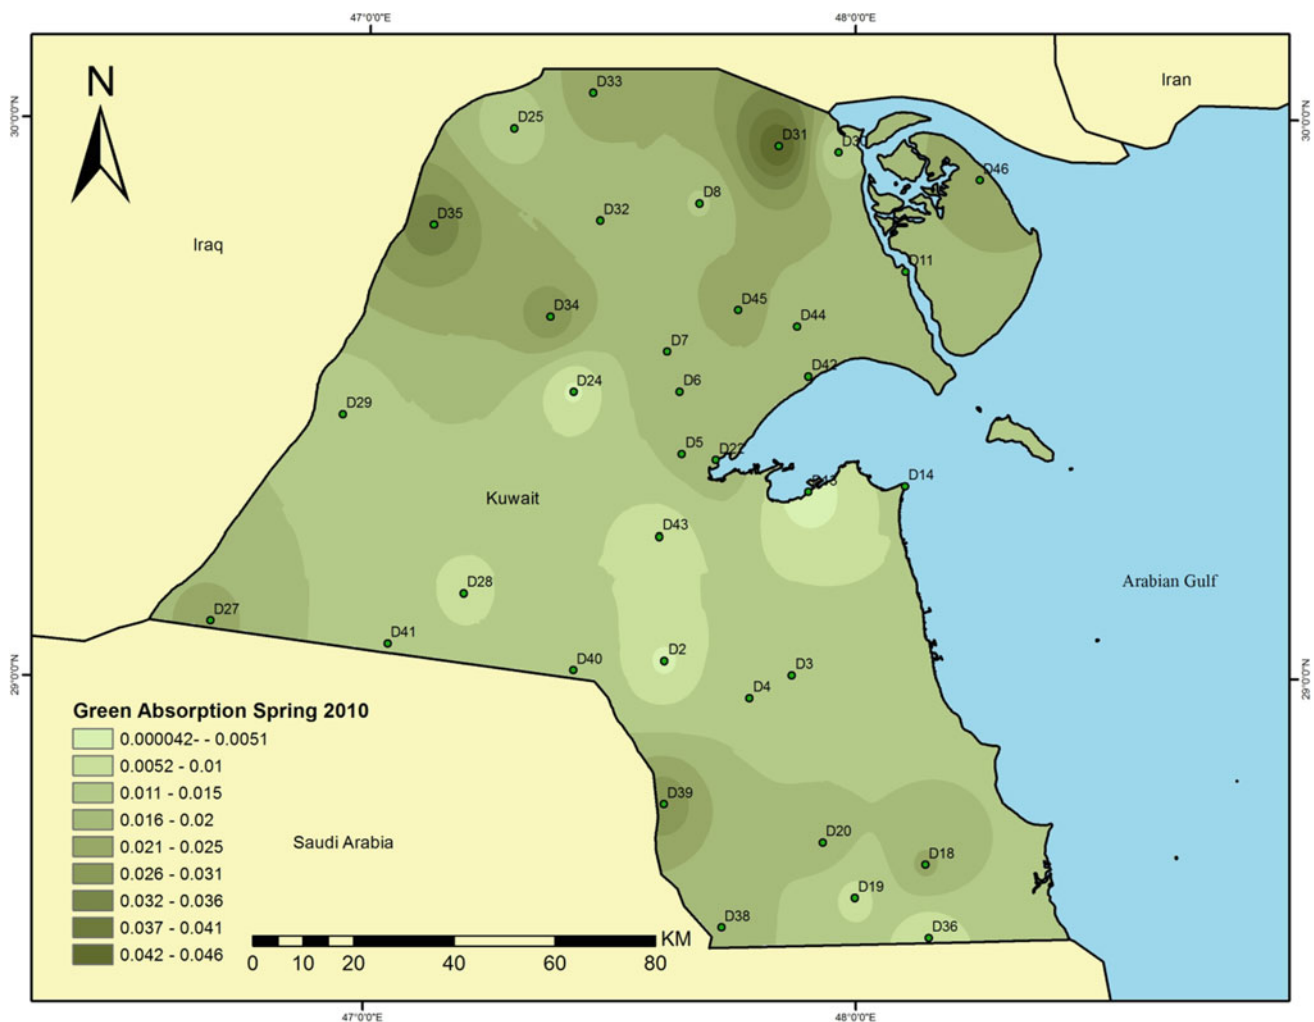 47°0'0"E
48°0'0"E
N
Iran
D33
D25
30°0'0"N
30°0'0"N
D31
D30
D46
D8
D35
D32
Iraq
D11
D45
D34
D44
D7
D42
D24
D6
D29
D5
D22
D14
Kuwait
D43
Arabian Gulf
D28
D27
D41
D40
D2
D3
29°0'0"N
29°0'0"N
D4
Green Absorption Spring 2010
0.000042- - 0.0051
0.0052 - 0.01
0.011 - 0.015
0.016 - 0.02
0.021 - 0.025
0.026 - 0.031
0.032 - 0.036
0.037 - 0.041
0.042 - 0.046
D39
D20
Saudi Arabia
D18
D19
D38
D36
KM
0 10 20 40 60 80
47°0'0"E
48°0'0"E